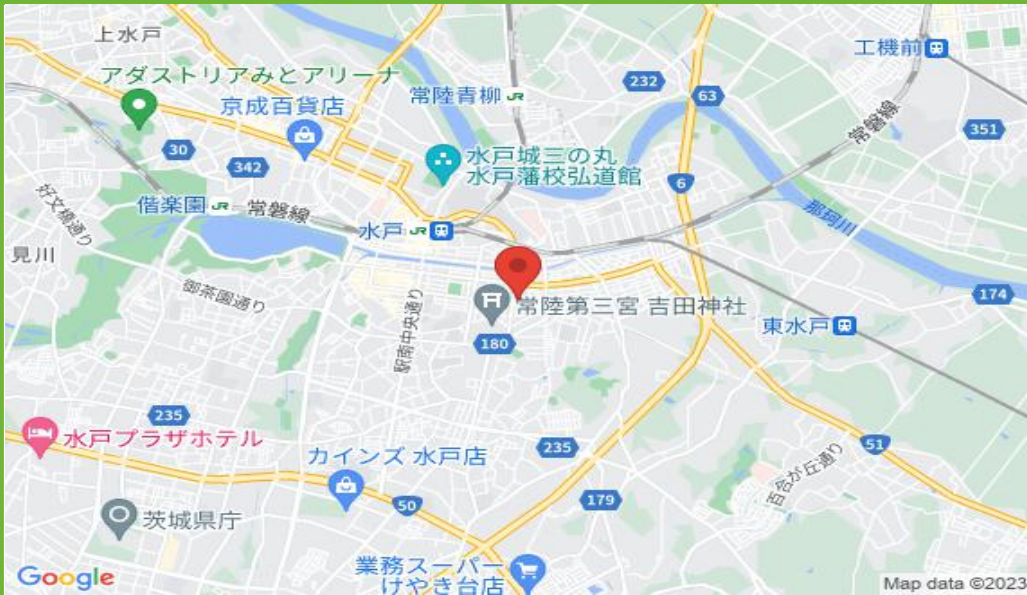 上水戸
工機前
アダストリアみとアリーナ
232
常陸青柳 JR
63
京成百貨店
351
30
水戸城三の丸
水戸藩校弘道館
342
6
好文橋通り
偕楽園 JR
常磐線
那珂川
水戸 JR
見川
御茶園通り
174
常陸第三宮 吉田神社
駅南中央通り
東水戸
180
235
水戸プラザホテル
カインズ 水戸店
235
51
百合が丘通り
50
179
茨城県庁
業務スーパー
けやき台店
Google
Map data ©2023